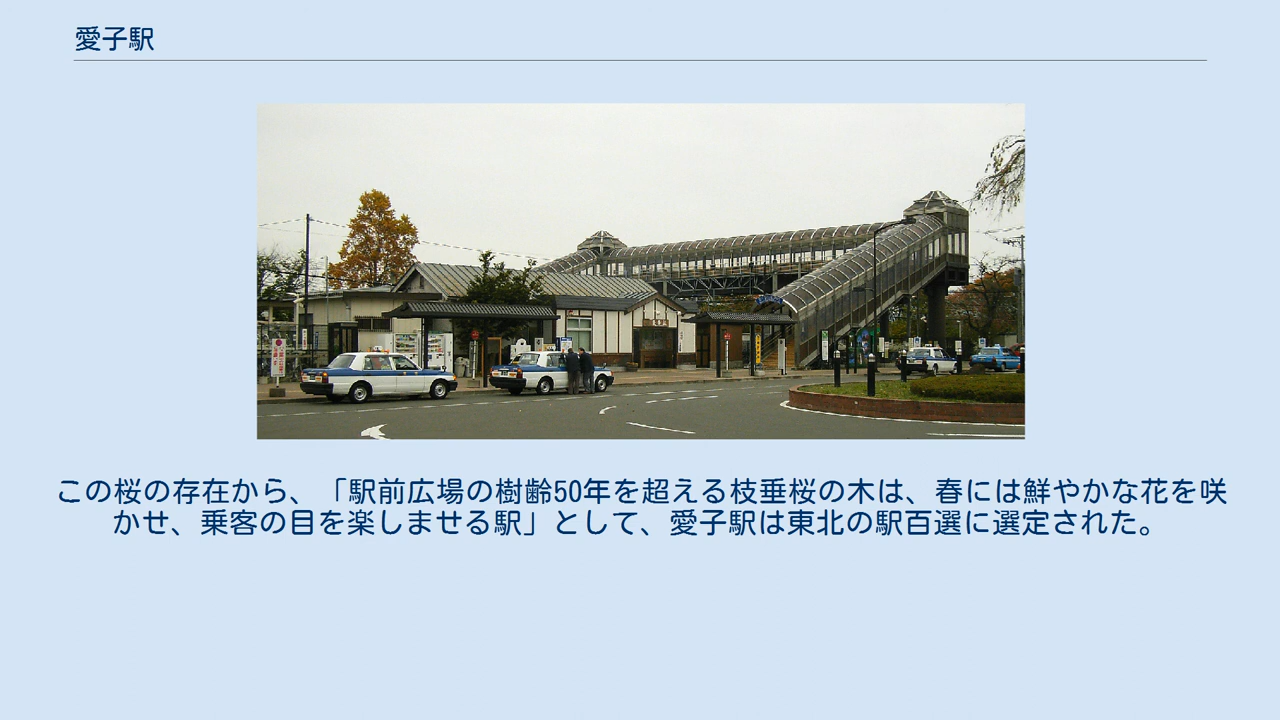 愛子駅
この桜の存在から、「駅前広場の樹齢50年を超える枝垂桜の木は、春には鮮やかな花を咲
かせ、乗客の目を楽しませる駅」として、愛子駅は東北の駅百選に選定された。